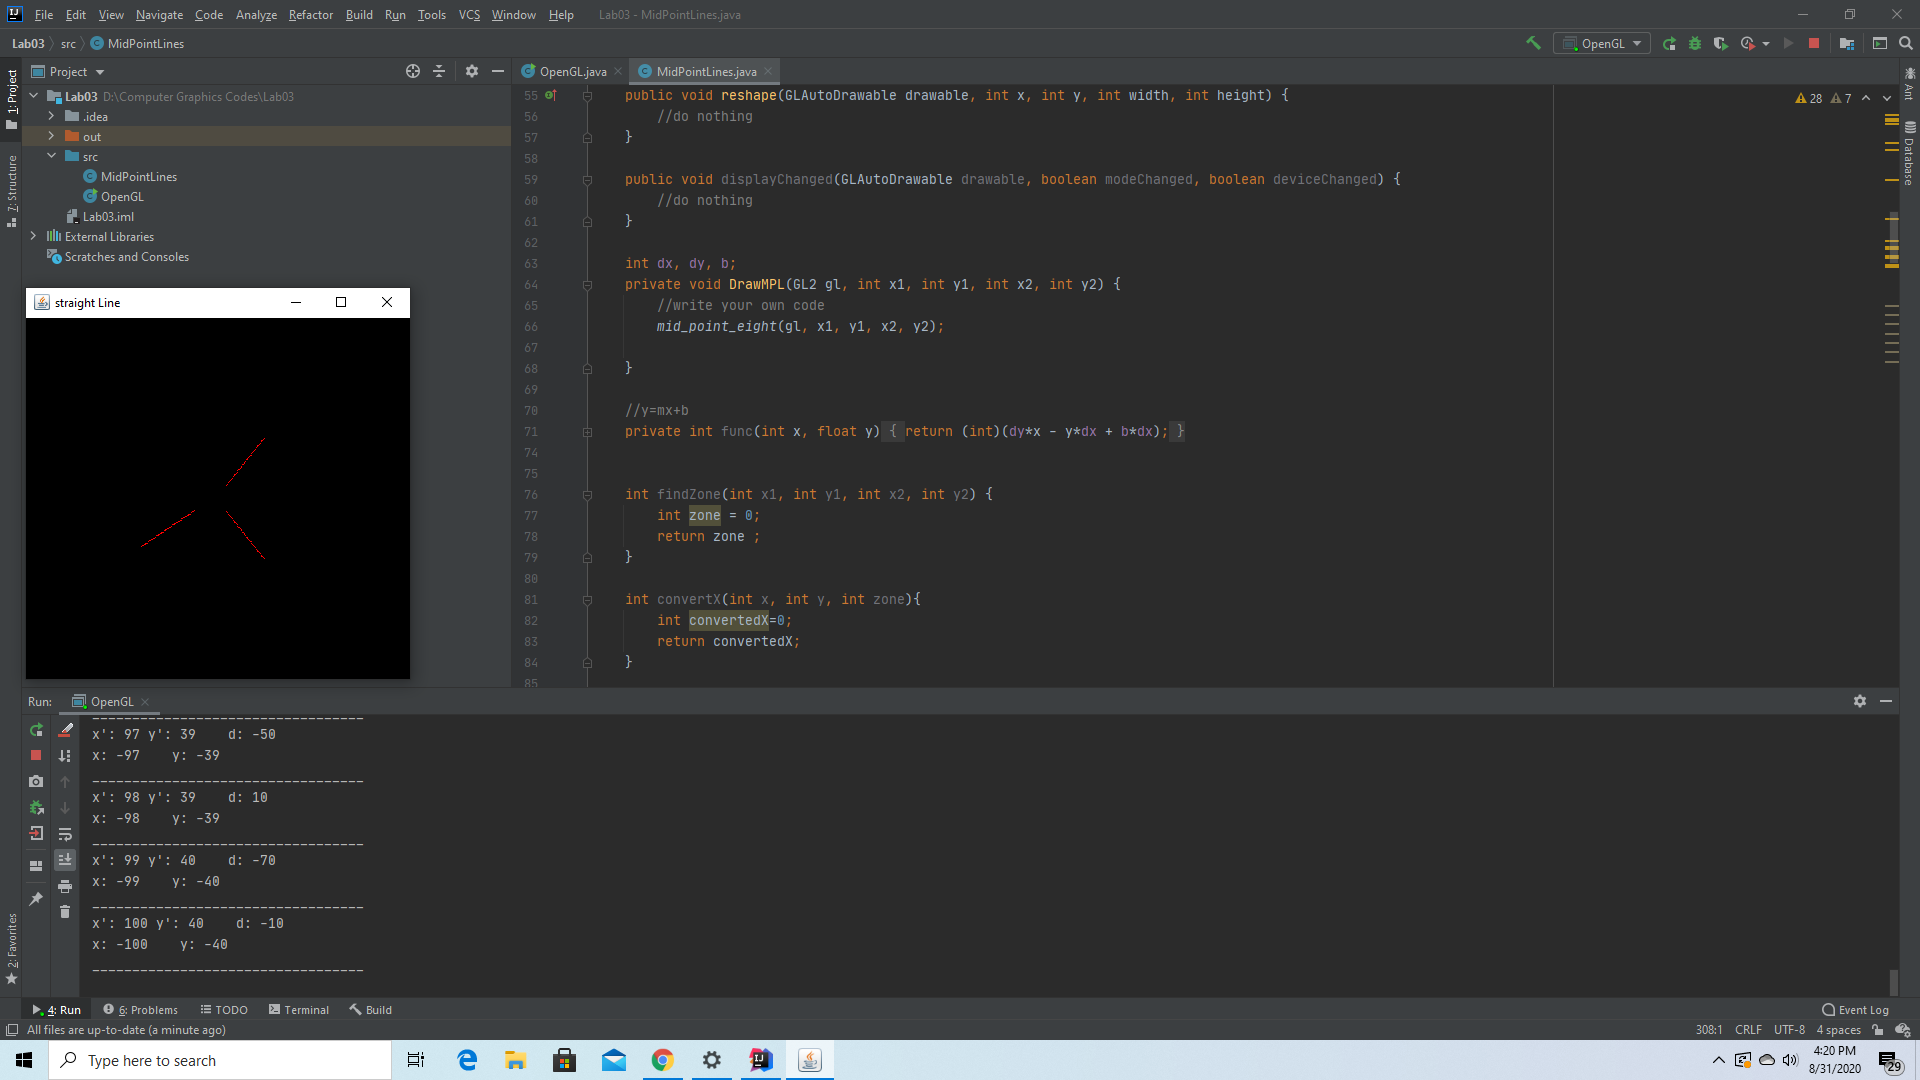 File Edit View Navigate Code Analyze Refactor Build Run Tools VCS Window Help Lab03 - MidPointLines.java
Lab03 src MidPointLines OpenGL
Project OpenGL.java MidPointLines.java
1: Project
7: Structure
2: Favorites
Ant
Database
Lab03 D:\Computer Graphics Codes\Lab03
.idea
out
src
MidPointLines
OpenGL
Lab03.iml
External Libraries
Scratches and Consoles
straight Line
28 7
55 public void reshape(GLAutoDrawable drawable, int x, int y, int width, int height) {
56 //do nothing
57 }
58
59 public void displayChanged(GLAutoDrawable drawable, boolean modeChanged, boolean deviceChanged) {
60 //do nothing
61 }
62
63 int dx, dy, b;
64 private void DrawMPL(GL2 gl, int x1, int y1, int x2, int y2) {
65 //write your own code
66 mid_point_eight(gl, x1, y1, x2, y2);
67
68 }
69
70 //y=mx+b
71 private int func(int x, float y) { return (int)(dy*x - y*dx + b*dx); }
74
75
76 int findZone(int x1, int y1, int x2, int y2) {
77 int zone = 0;
78 return zone ;
79 }
80
81 int convertX(int x, int y, int zone){
82 int convertedX=0;
83 return convertedX;
84 }
85
Run: OpenGL
----------------------------------
x': 97 y': 39 d: -50
x: -97 y: -39
----------------------------------
x': 98 y': 39 d: 10
x: -98 y: -39
----------------------------------
x': 99 y': 40 d: -70
x: -99 y: -40
----------------------------------
x': 100 y': 40 d: -10
x: -100 y: -40
----------------------------------
4: Run 6: Problems TODO Terminal Build Event Log
All files are up-to-date (a minute ago) 308:1 CRLF UTF-8 4 spaces
Type here to search
4:20 PM
8/31/2020
29